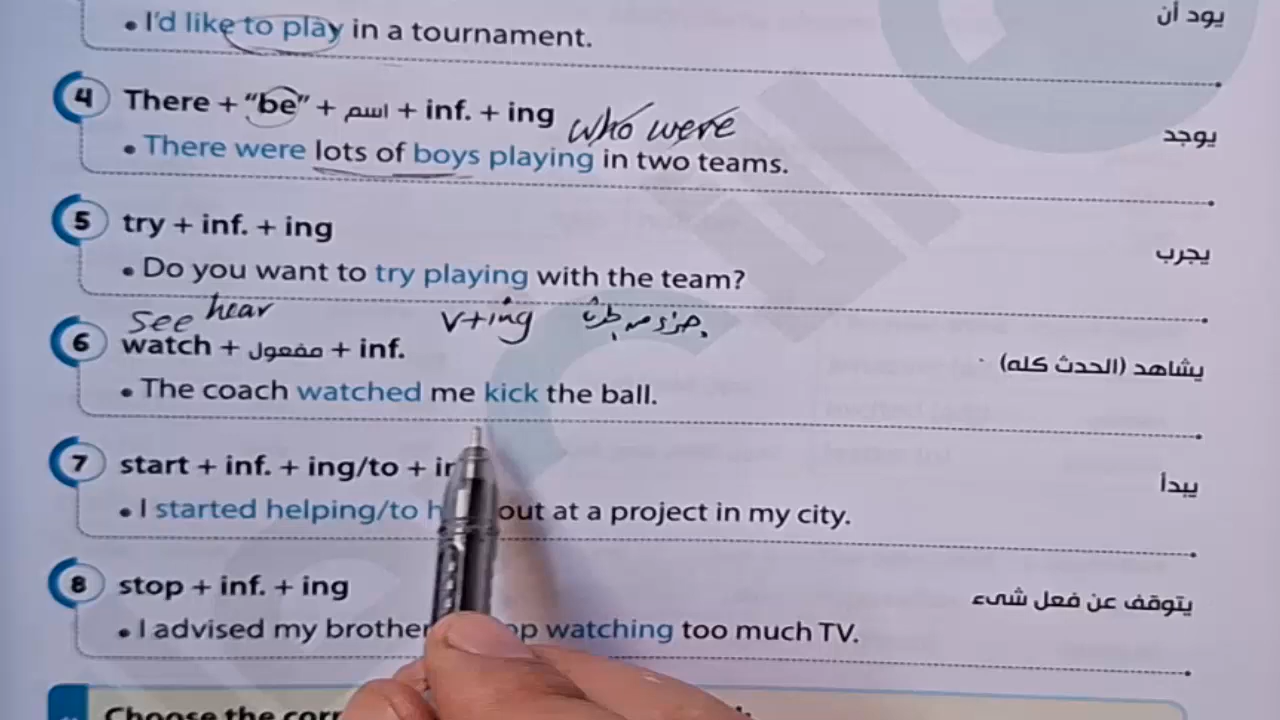 • I'd like to play in a tournament.
يود أن
4 There + "be" + اسم + inf. + ing who were
يوجد
• There were lots of boys playing in two teams.
5 try + inf. + ing
يجرب
• Do you want to try playing with the team?
see hear v+ing
6 watch + مفعول + inf.
يشاهد (الحدث كله)
• The coach watched me kick the ball.
7 start + inf. + ing/to +
يبدأ
• I started helping/to out at a project in my city.
8 stop + inf. + ing
يتوقف عن فعل شىء
• I advised my brother watching too much TV.
Choose the